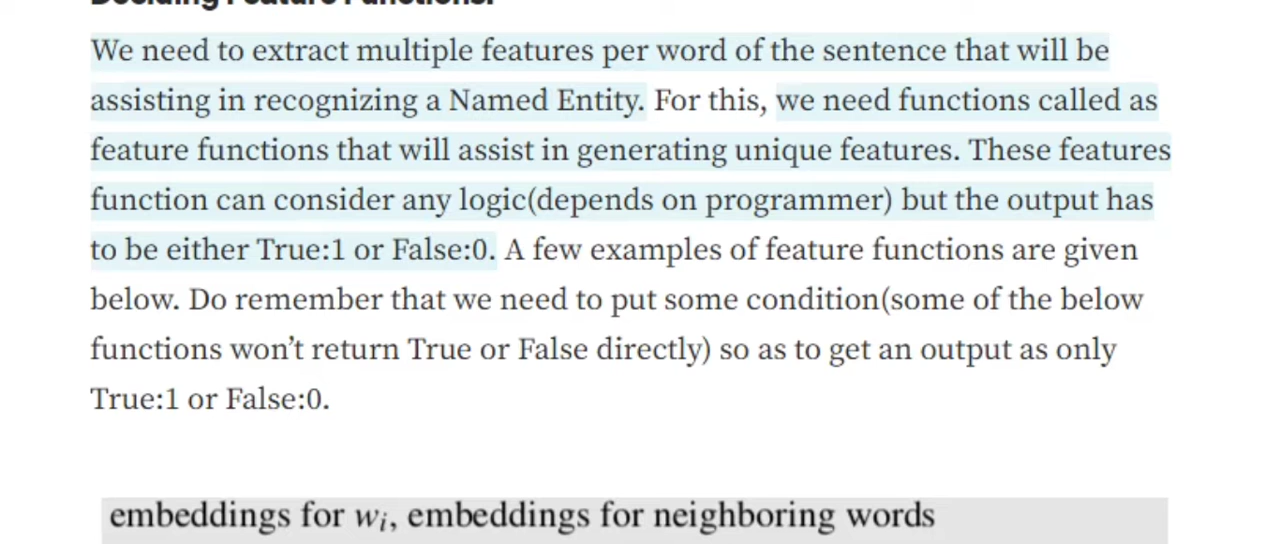 Deciding Feature Functions:
We need to extract multiple features per word of the sentence that will be
assisting in recognizing a Named Entity. For this, we need functions called as
feature functions that will assist in generating unique features. These features
function can consider any logic(depends on programmer) but the output has
to be either True:1 or False:0. A few examples of feature functions are given
below. Do remember that we need to put some condition(some of the below
functions won’t return True or False directly) so as to get an output as only
True:1 or False:0.
embeddings for wᵢ, embeddings for neighboring words